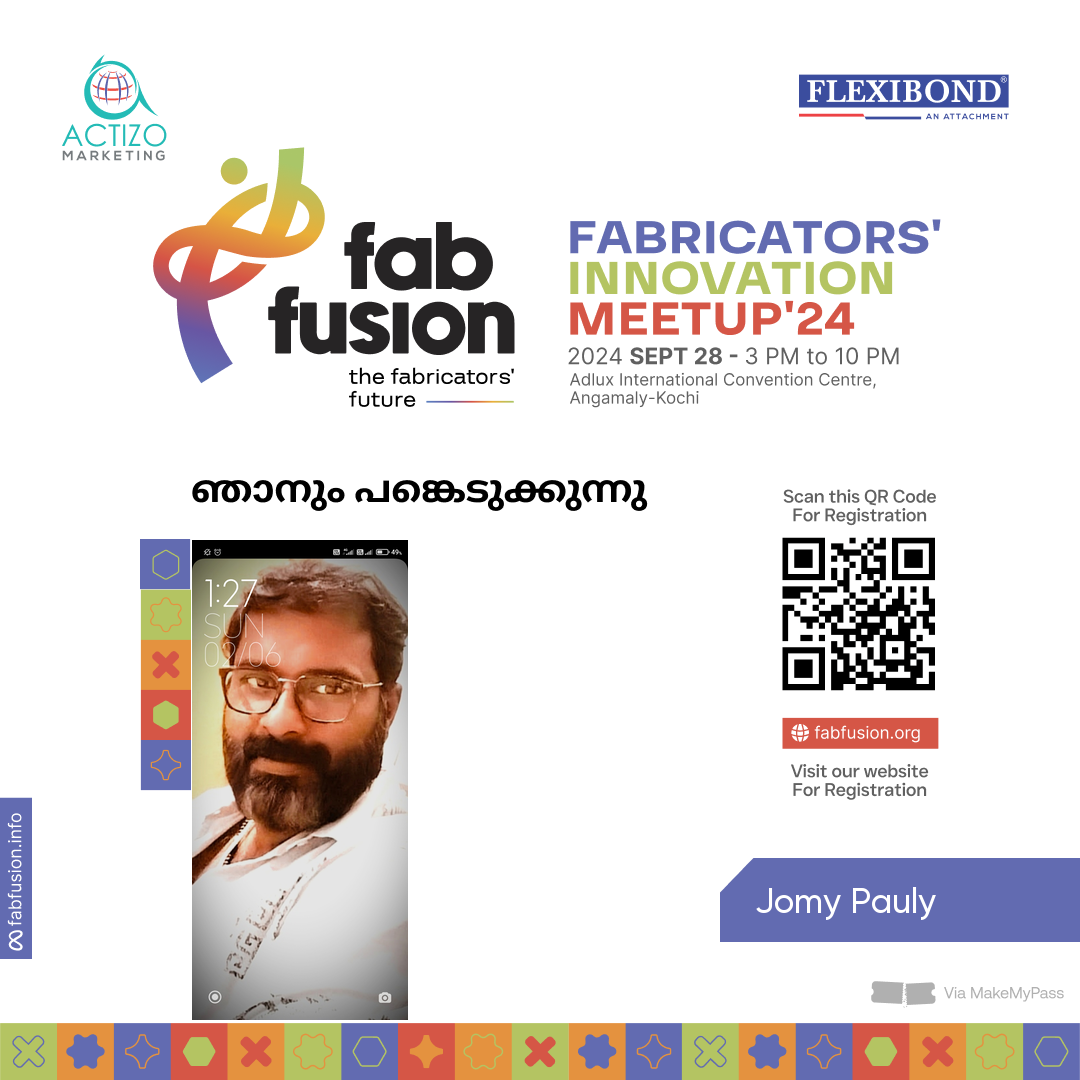 ACTIZO
MARKETING
FLEXIBOND®
AN ATTACHMENT
fab
fusion
the fabricators'
future
FABRICATORS'
INNOVATION
MEETUP'24
2024 SEPT 28 - 3 PM to 10 PM
Adlux International Convention Centre,
Angamaly-Kochi
ഞാനും പങ്കെടുക്കുന്നു
Scan this QR Code
For Registration
49%
1:27
SUN
09/06
fabfusion.org
Visit our website
For Registration
fabfusion.info
Jomy Pauly
Via MakeMyPass